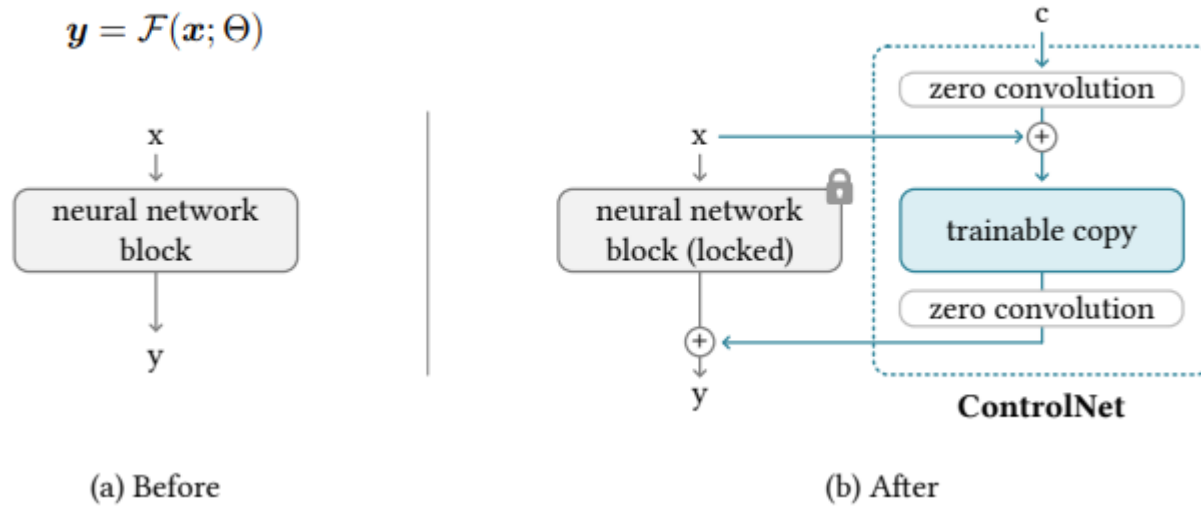 y = F(x; Θ)
x
neural network
block
y
(a) Before
c
zero convolution
x
+
neural network
block (locked)
trainable copy
zero convolution
+
y
ControlNet
(b) After